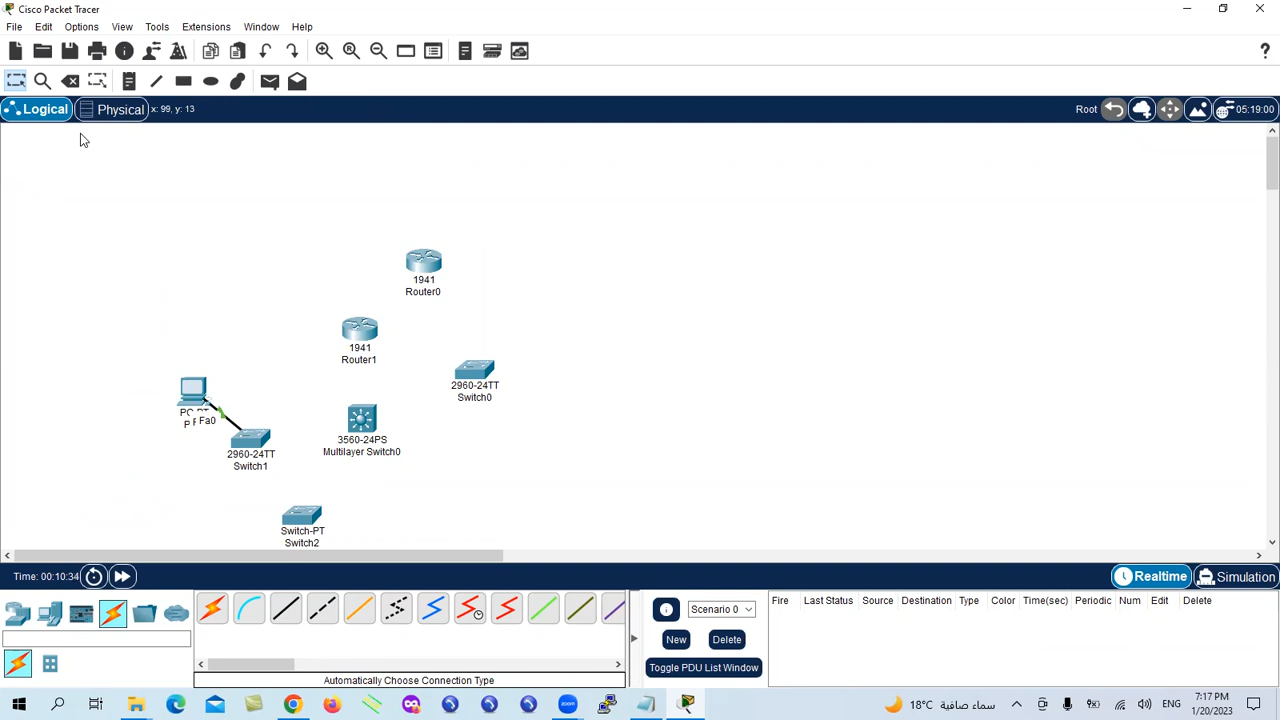 Cisco Packet Tracer
File Edit Options View Tools Extensions Window Help
?
Logical Physical x: 99, y: 13 Root 05:19:00
1941
Router0
1941
Router1
2960-24TT
Switch0
Fa0
2960-24TT
Switch1
3560-24PS
Multilayer Switch0
Switch-PT
Switch2
Time: 00:10:34 Realtime Simulation
Scenario 0
New Delete
Toggle PDU List Window
Fire Last Status Source Destination Type Color Time(sec) Periodic Num Edit Delete
Automatically Choose Connection Type
18°C سماء صافية ENG 7:17 PM
1/20/2023